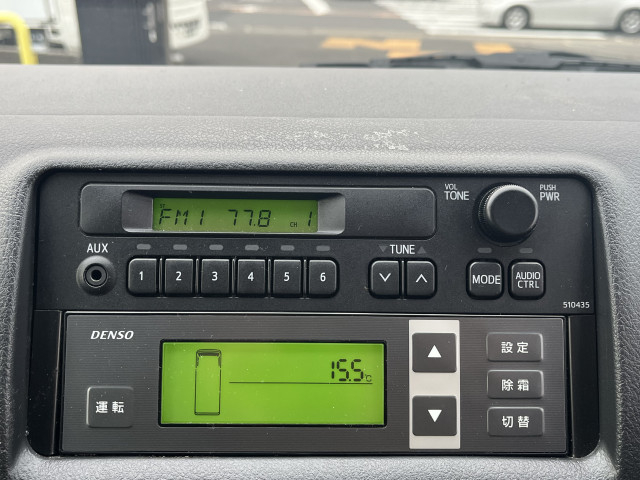 FM1 77.8 CH 1
VOL
TONE
PUSH
PWR
AUX
TUNE
1 2 3 4 5 6
MODE
AUDIO
CTRL
510435
DENSO
15.5℃
運転
設定
除霜
切替